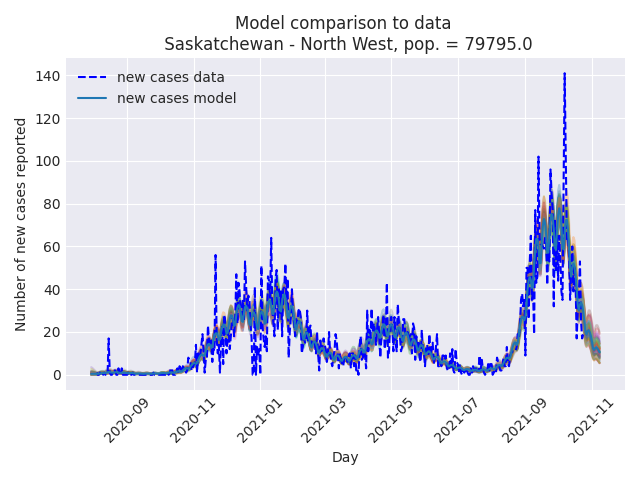 Model comparison to data
Saskatchewan - North West, pop. = 79795.0
new cases data
new cases model
Number of new cases reported
140
120
100
80
60
40
20
0
2020-09
2020-11
2021-01
2021-03
2021-05
2021-07
2021-09
2021-11
Day